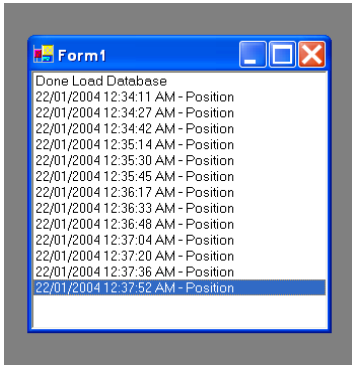 Form1
Done Load Database
22/01/2004 12:34:11 AM - Position
22/01/2004 12:34:27 AM - Position
22/01/2004 12:34:42 AM - Position
22/01/2004 12:35:14 AM - Position
22/01/2004 12:35:30 AM - Position
22/01/2004 12:35:45 AM - Position
22/01/2004 12:36:17 AM - Position
22/01/2004 12:36:33 AM - Position
22/01/2004 12:36:48 AM - Position
22/01/2004 12:37:04 AM - Position
22/01/2004 12:37:20 AM - Position
22/01/2004 12:37:36 AM - Position
22/01/2004 12:37:52 AM - Position